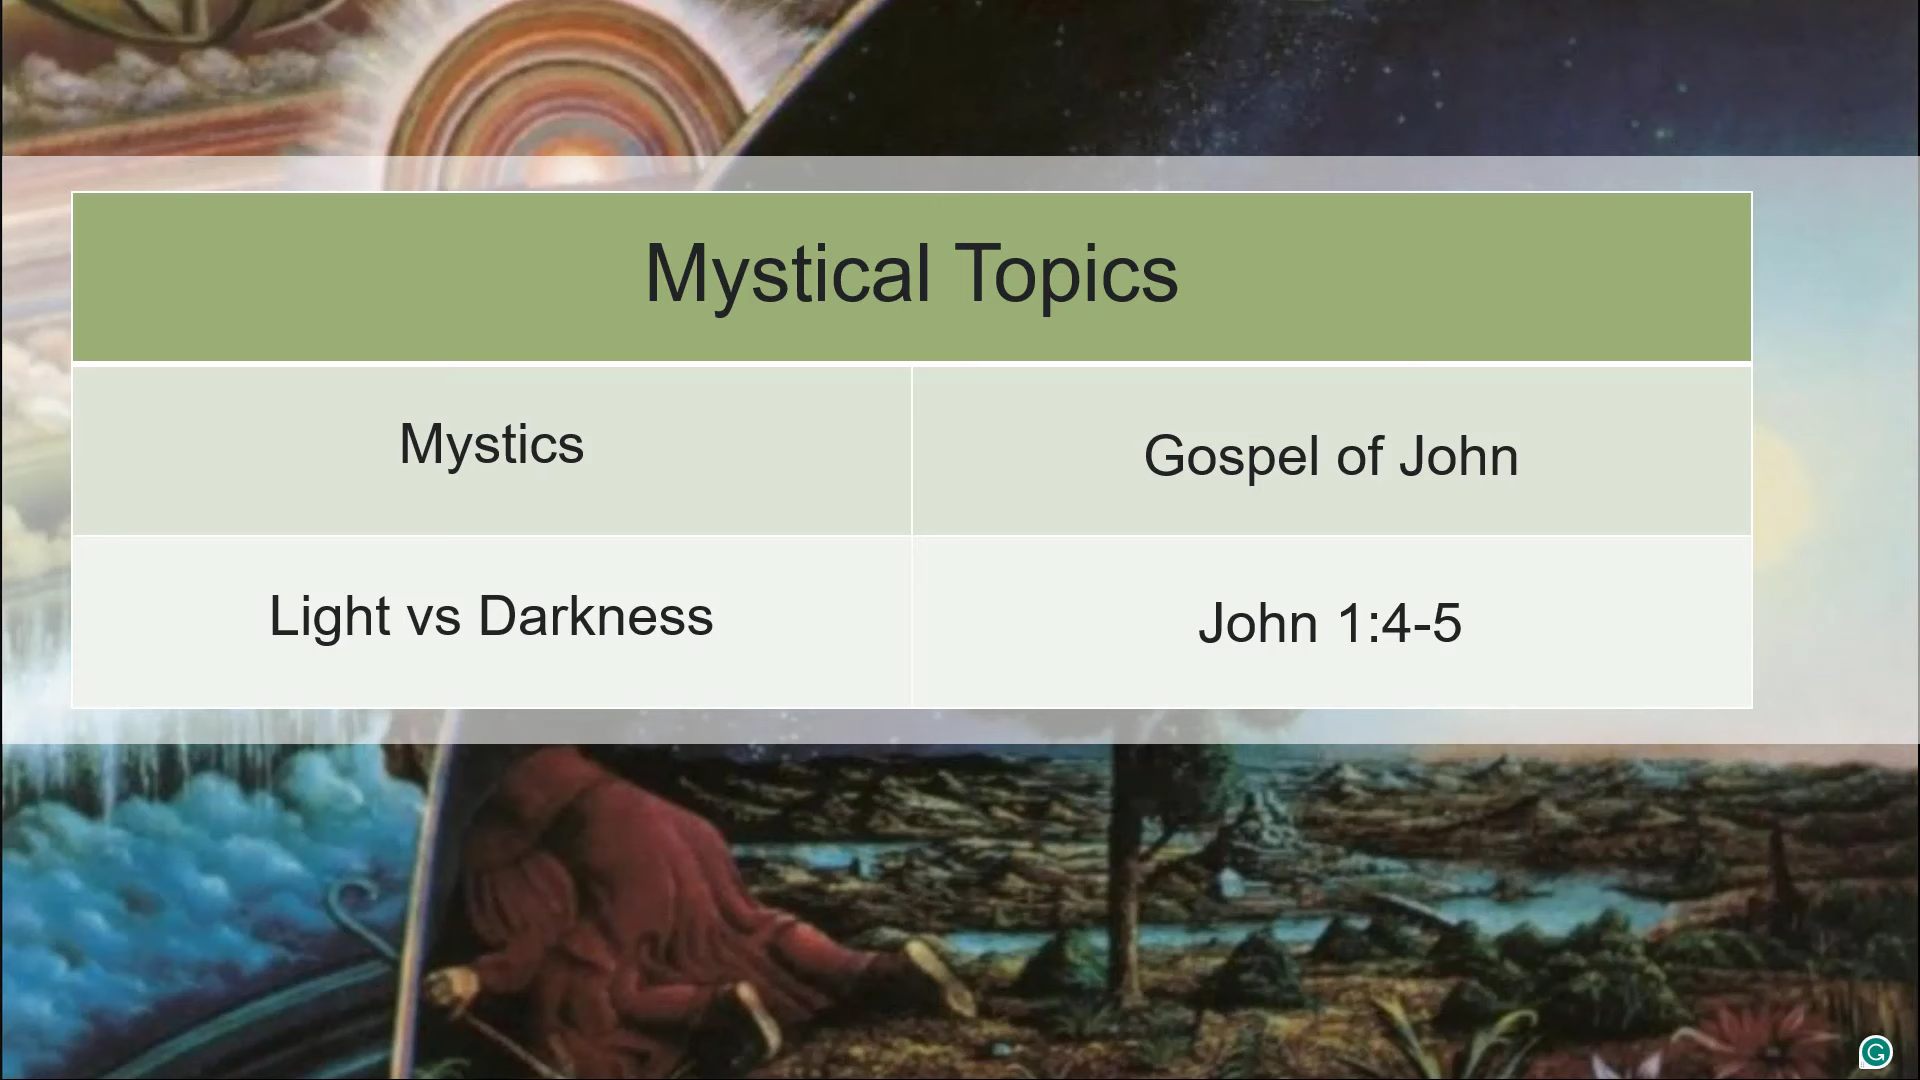 Mystical Topics
Mystics
Gospel of John
Light vs Darkness
John 1:4-5